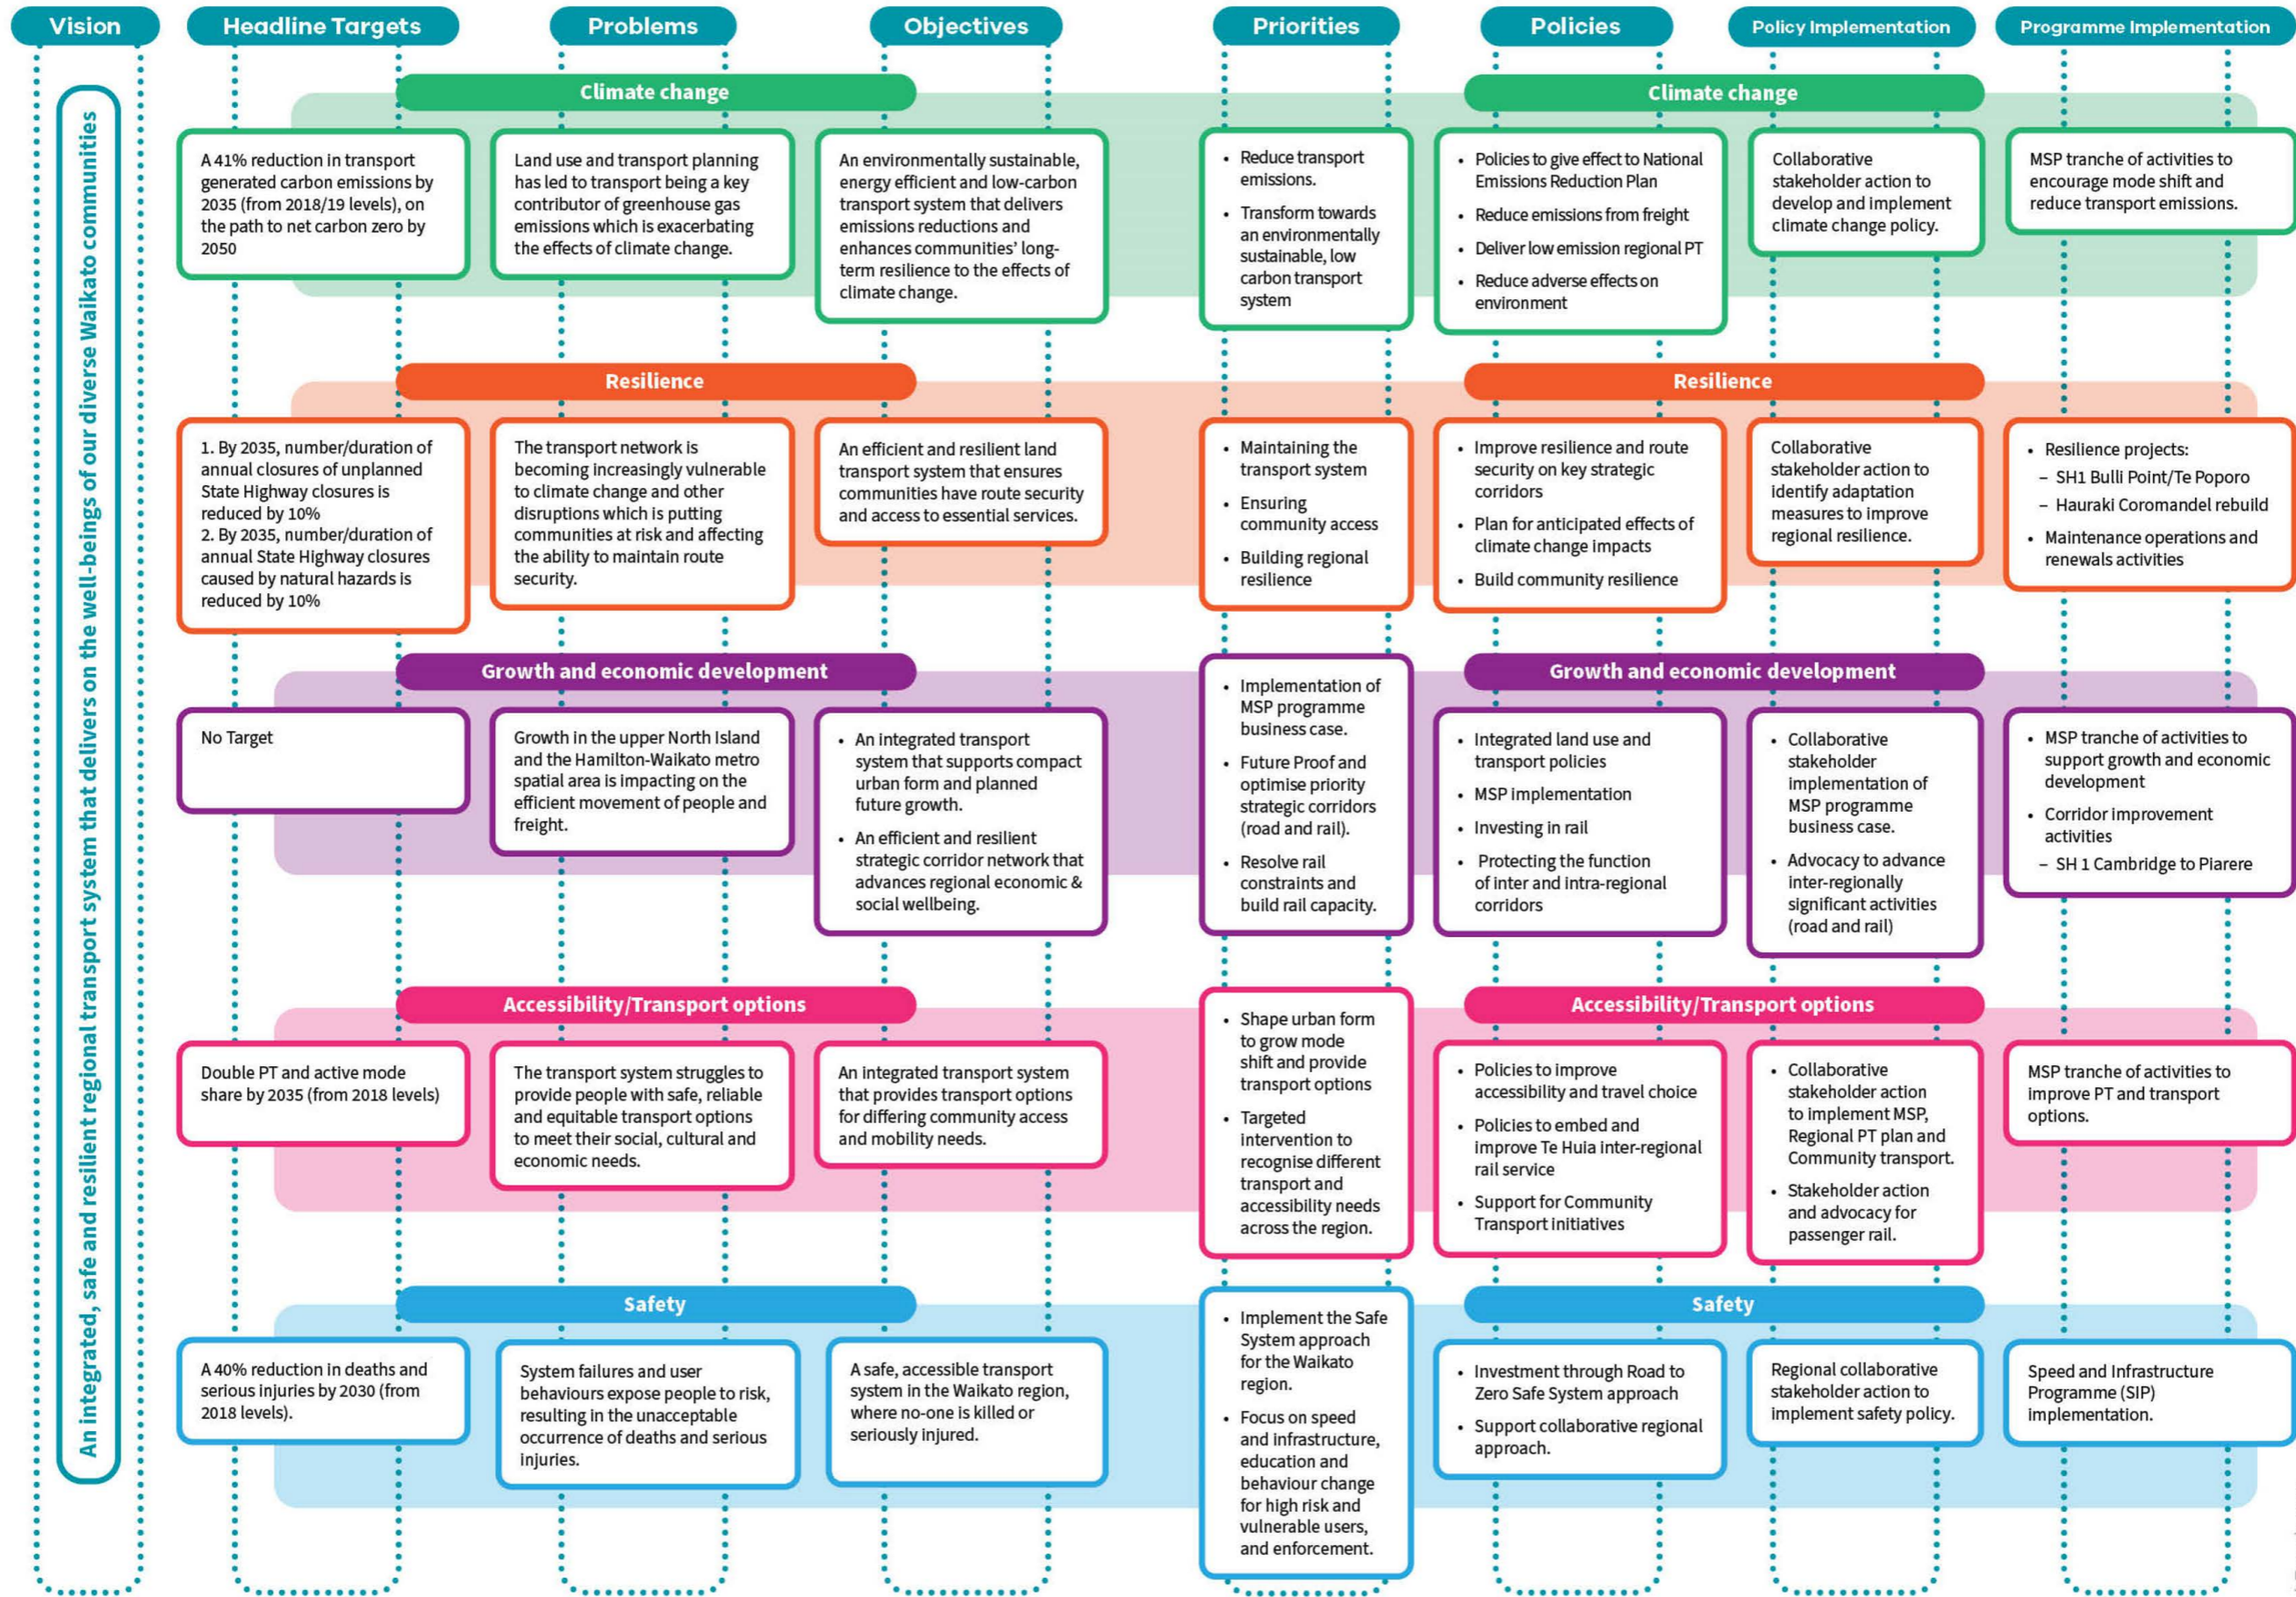 Vision
Headline Targets
Problems
Objectives
Priorities
Policies
Policy Implementation
Programme Implementation
An integrated, safe and resilient regional transport system that delivers on the well-beings of our diverse Waikato communities
Climate change
Climate change
A 41% reduction in transport
generated carbon emissions by
2035 (from 2018/19 levels), on
the path to net carbon zero by
2050
Land use and transport planning
has led to transport being a key
contributor of greenhouse gas
emissions which is exacerbating
the effects of climate change.
An environmentally sustainable,
energy efficient and low-carbon
transport system that delivers
emissions reductions and
enhances communities' long-
term resilience to the effects of
climate change.
• Reduce transport
emissions.
• Transform towards
an environmentally
sustainable, low
carbon transport
system
• Policies to give effect to National
Emissions Reduction Plan
• Reduce emissions from freight
• Deliver low emission regional PT
• Reduce adverse effects on
environment
Collaborative
stakeholder action to
develop and implement
climate change policy.
MSP tranche of activities to
encourage mode shift and
reduce transport emissions.
Resilience
Resilience
1. By 2035, number/duration of
annual closures of unplanned
State Highway closures is
reduced by 10%
2. By 2035, number/duration of
annual State Highway closures
caused by natural hazards is
reduced by 10%
The transport network is
becoming increasingly vulnerable
to climate change and other
disruptions which is putting
communities at risk and affecting
the ability to maintain route
security.
An efficient and resilient land
transport system that ensures
communities have route security
and access to essential services.
• Maintaining the
transport system
• Ensuring
community access
• Building regional
resilience
• Improve resilience and route
security on key strategic
corridors
• Plan for anticipated effects of
climate change impacts
• Build community resilience
Collaborative
stakeholder action to
identify adaptation
measures to improve
regional resilience.
• Resilience projects:
– SH1 Bulli Point/Te Poporo
– Hauraki Coromandel rebuild
• Maintenance operations and
renewals activities
Growth and economic development
Growth and economic development
No Target
Growth in the upper North Island
and the Hamilton-Waikato metro
spatial area is impacting on the
efficient movement of people and
freight.
• An integrated transport
system that supports compact
urban form and planned
future growth.
• An efficient and resilient
strategic corridor network that
advances regional economic &
social wellbeing.
• Implementation of
MSP programme
business case.
• Future Proof and
optimise priority
strategic corridors
(road and rail).
• Resolve rail
constraints and
build rail capacity.
• Integrated land use and
transport policies
• MSP implementation
• Investing in rail
• Protecting the function
of inter and intra-regional
corridors
• Collaborative
stakeholder
implementation of
MSP programme
business case.
• Advocacy to advance
inter-regionally
significant activities
(road and rail)
• MSP tranche of activities to
support growth and economic
development
• Corridor improvement
activities
– SH 1 Cambridge to Piarere
Accessibility/Transport options
Accessibility/Transport options
Double PT and active mode
share by 2035 (from 2018 levels)
The transport system struggles to
provide people with safe, reliable
and equitable transport options
to meet their social, cultural and
economic needs.
An integrated transport system
that provides transport options
for differing community access
and mobility needs.
• Shape urban form
to grow mode
shift and provide
transport options
• Targeted
intervention to
recognise different
transport and
accessibility needs
across the region.
• Policies to improve
accessibility and travel choice
• Policies to embed and
improve Te Huia inter-regional
rail service
• Support for Community
Transport initiatives
• Collaborative
stakeholder action
to implement MSP,
Regional PT plan and
Community transport.
• Stakeholder action
and advocacy for
passenger rail.
MSP tranche of activities to
improve PT and transport
options.
Safety
Safety
A 40% reduction in deaths and
serious injuries by 2030 (from
2018 levels).
System failures and user
behaviours expose people to risk,
resulting in the unacceptable
occurrence of deaths and serious
injuries.
A safe, accessible transport
system in the Waikato region,
where no-one is killed or
seriously injured.
• Implement the Safe
System approach
for the Waikato
region.
• Focus on speed
and infrastructure,
education and
behaviour change
for high risk and
vulnerable users,
and enforcement.
• Investment through Road to
Zero Safe System approach
• Support collaborative regional
approach.
Regional collaborative
stakeholder action to
implement safety policy.
Speed and Infrastructure
Programme (SIP)
implementation.